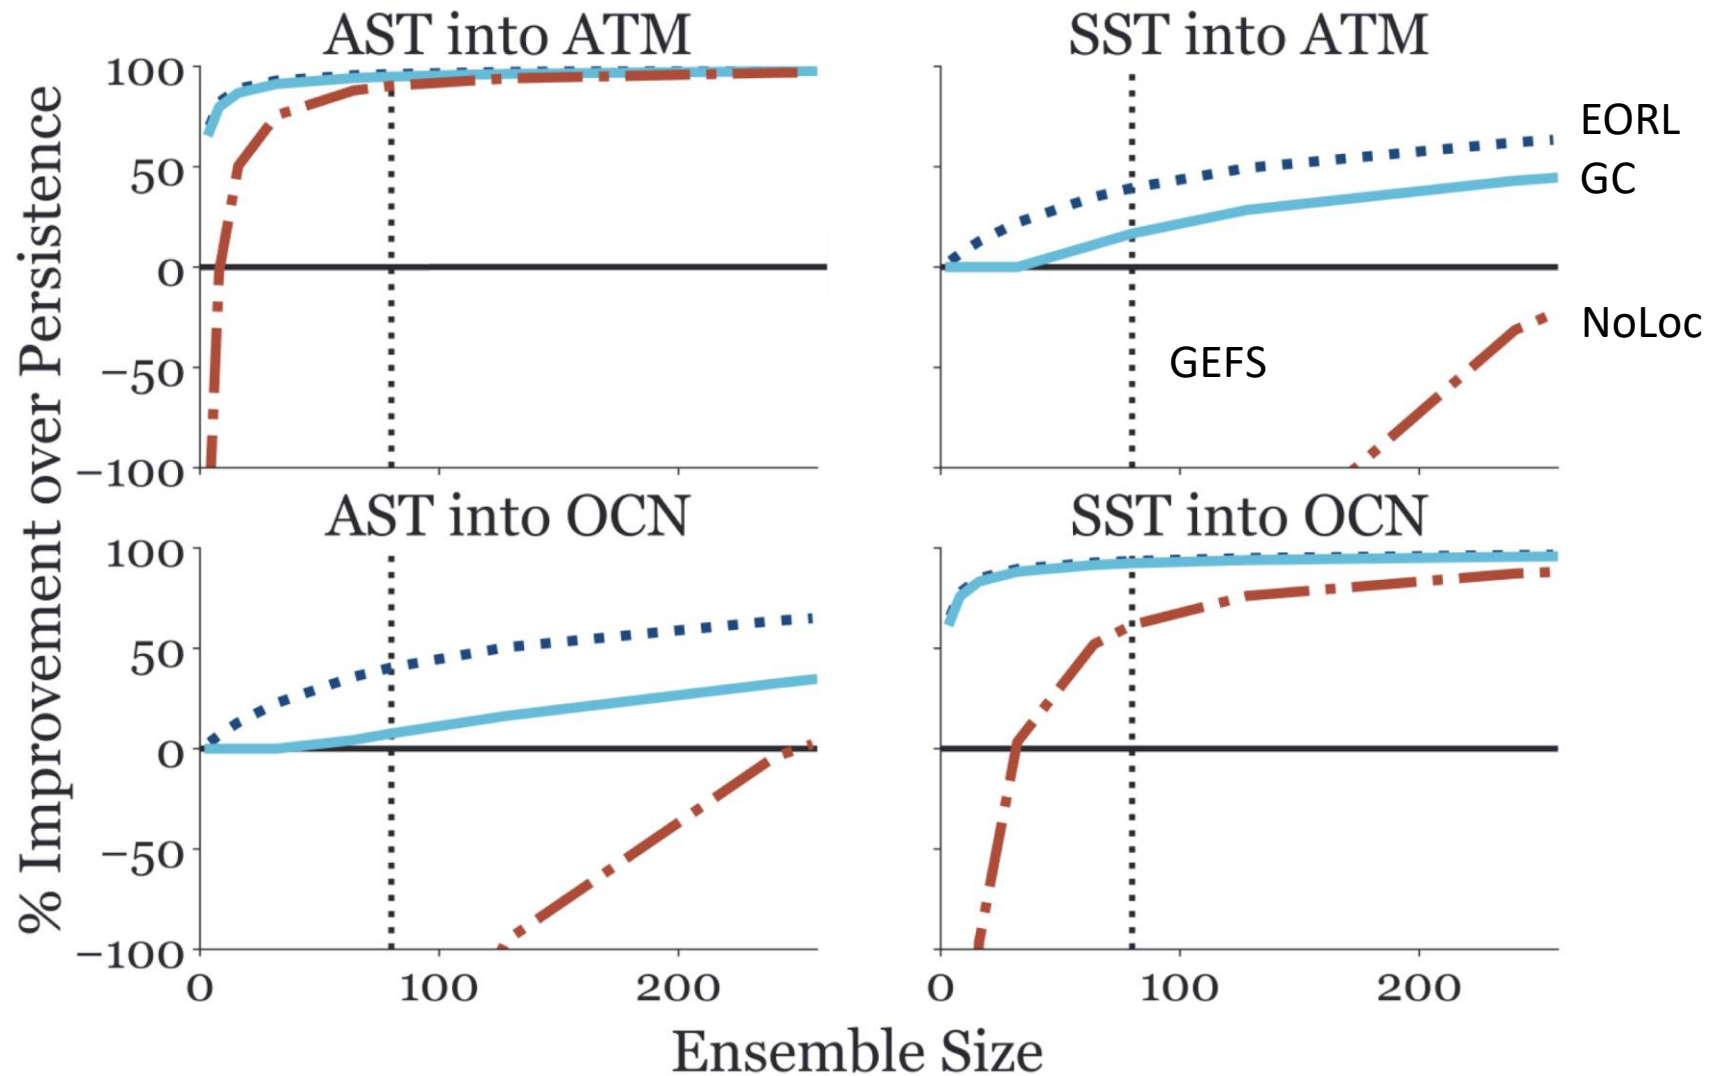 AST into ATM
SST into ATM
% Improvement over Persistence
100
50
0
−50
−100
EORL
GC
NoLoc
GEFS
AST into OCN
SST into OCN
100
50
0
−50
−100
0
100
200
0
100
200
Ensemble Size